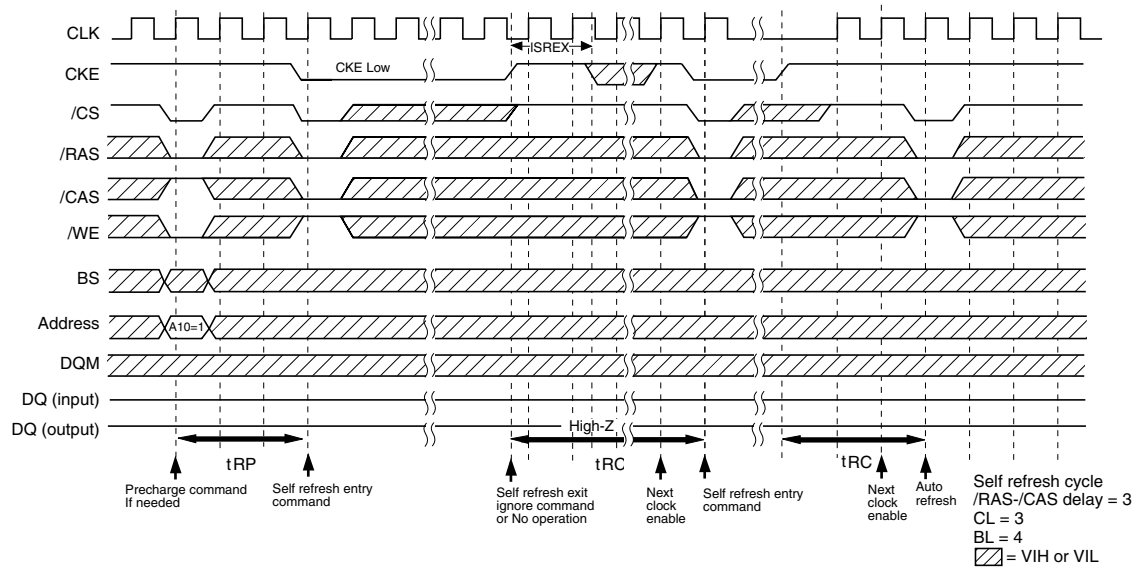 CLK
ISREX
CKE
CKE Low
/CS
/RAS
/CAS
/WE
BS
Address
A10=1
DQM
DQ (input)
DQ (output)
High-Z
tRP
tRC
tRC
Precharge command
If needed
Self refresh entry
command
Self refresh exit
ignore command
or No operation
Next
clock
enable
Self refresh entry
command
Next
clock
enable
Auto
refresh
Self refresh cycle
/RAS-/CAS delay = 3
CL = 3
BL = 4
= VIH or VIL